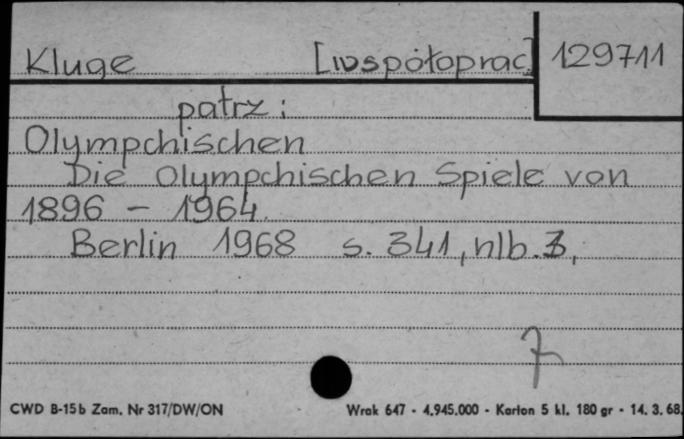 Kluge [współoprac] 129711
patrz:
Olympchischen
Die Olympchischen Spiele von
1896 - 1964.
Berlin 1968 s. 341, nlb. 3,
7
CWD B-15b Zam. Nr 317/DW/ON Wrak 647 - 4.945.000 - Karton 5 kl. 180 gr - 14. 3. 68.